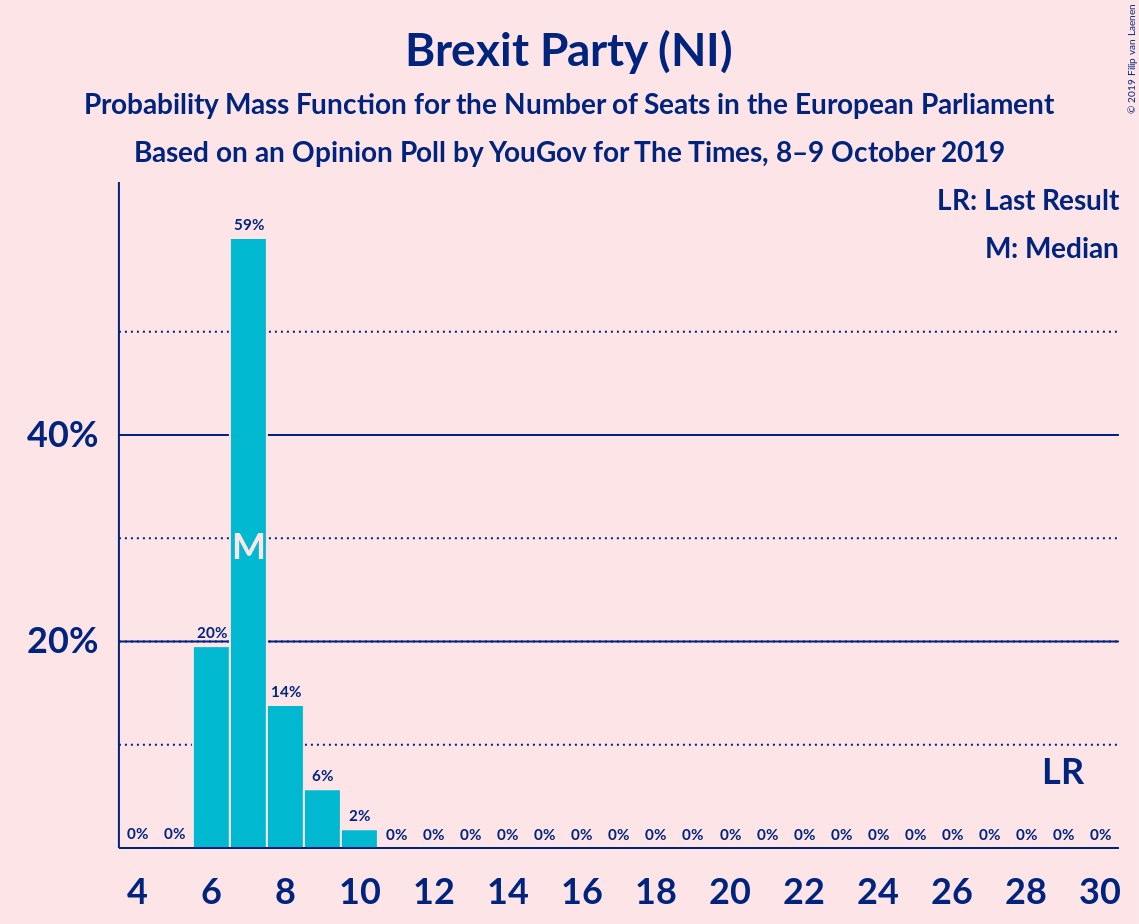 Brexit Party (NI)
Probability Mass Function for the Number of Seats in the European Parliament
Based on an Opinion Poll by YouGov for The Times, 8–9 October 2019
© 2019 Filip van Laenen
LR: Last Result
M: Median
59%
40%
M
20%
20%
14%
LR
6%
2%
0% 0% 0% 0% 0% 0% 0% 0% 0% 0% 0% 0% 0% 0% 0% 0% 0% 0% 0% 0% 0% 0%
4 6 8 10 12 14 16 18 20 22 24 26 28 30